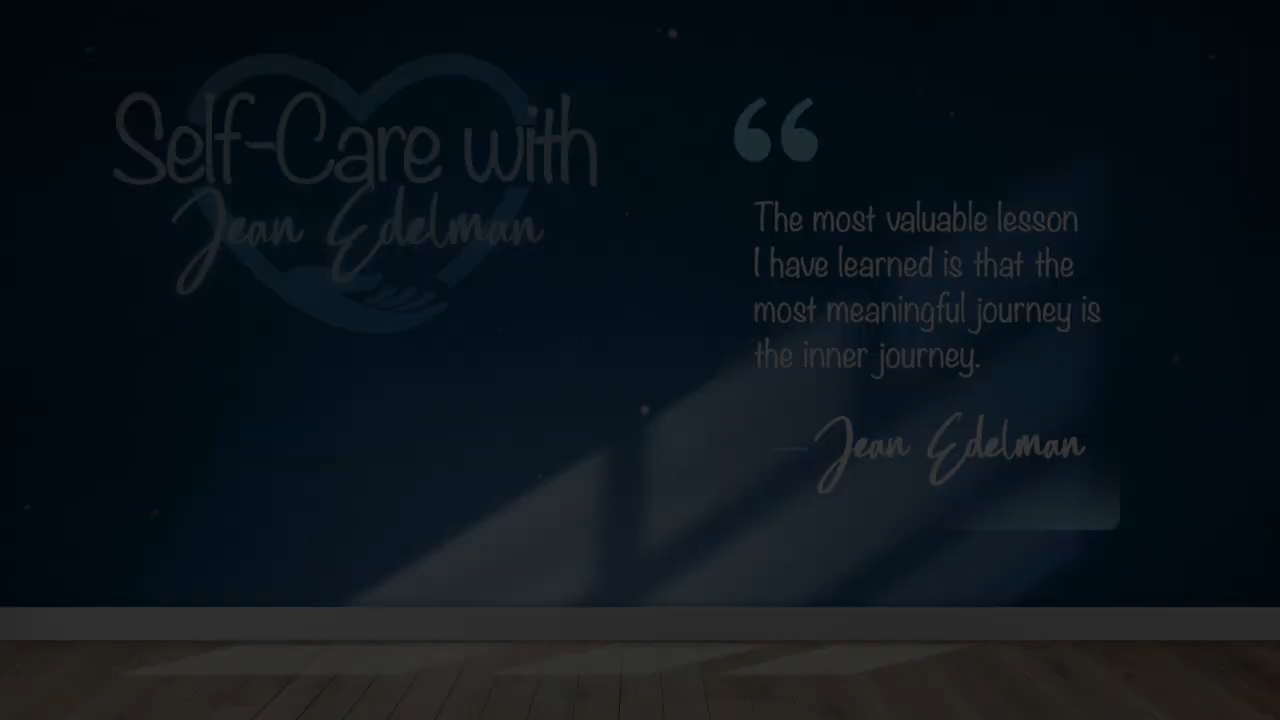 Self-Care with
Jean Edelman
“
The most valuable lesson
I have learned is that the
most meaningful journey is
the inner journey.
— Jean Edelman